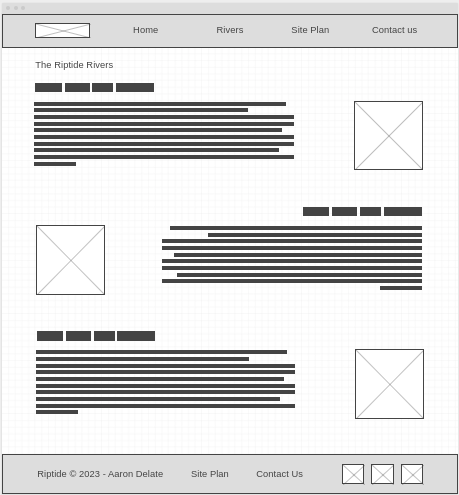 Home Rivers Site Plan Contact us
The Riptide Rivers
Riptide © 2023 - Aaron Delate Site Plan Contact Us